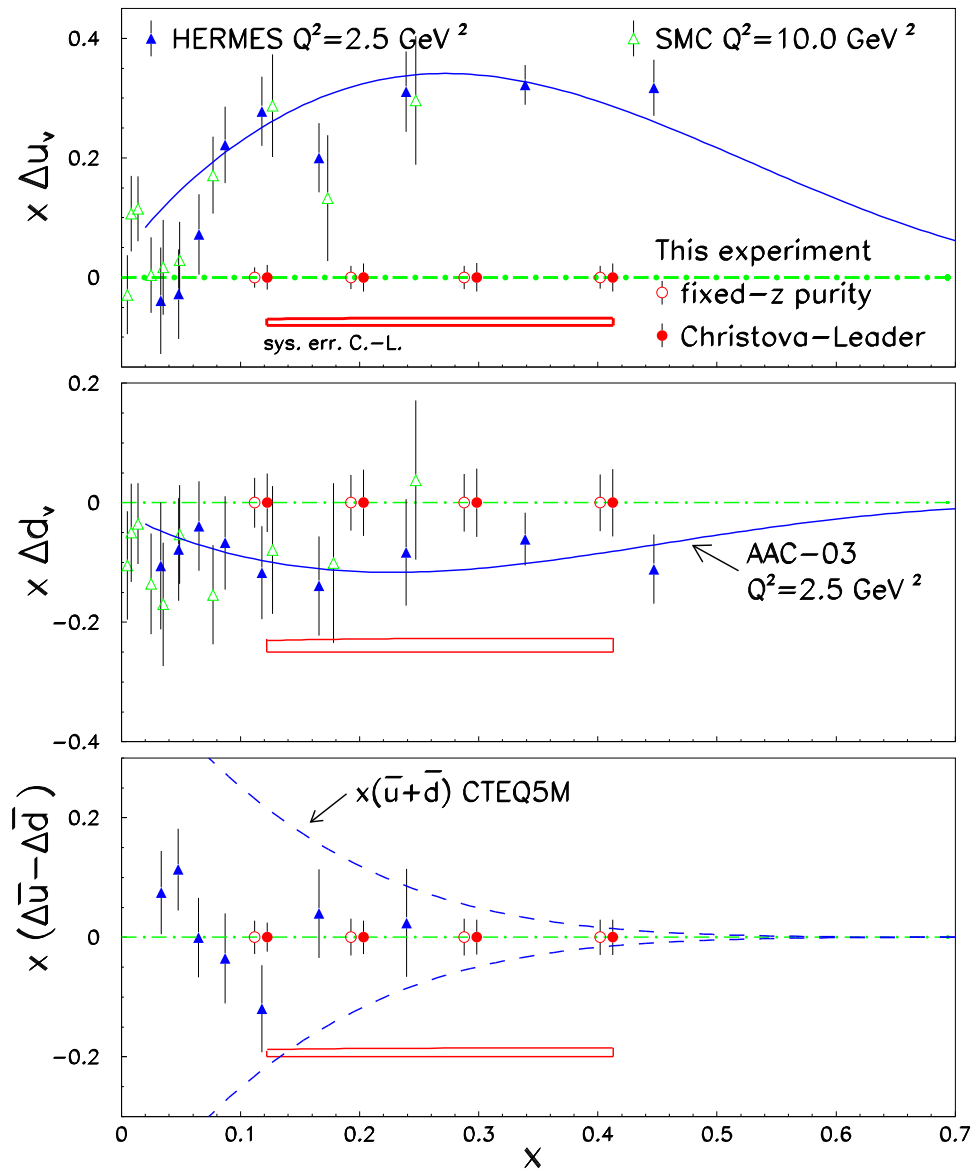 HERMES Q²=2.5 GeV²
SMC Q²=10.0 GeV²
0.4
0.2
0
x Δu_v
This experiment
fixed-z purity
Christova-Leader
sys. err. C.-L.
0.2
0
-0.2
-0.4
x Δd_v
AAC-03
Q²=2.5 GeV²
0.2
0
-0.2
x (Δu̅-Δd̅)
x(u̅+d̅) CTEQ5M
0 0.1 0.2 0.3 0.4 0.5 0.6 0.7
x